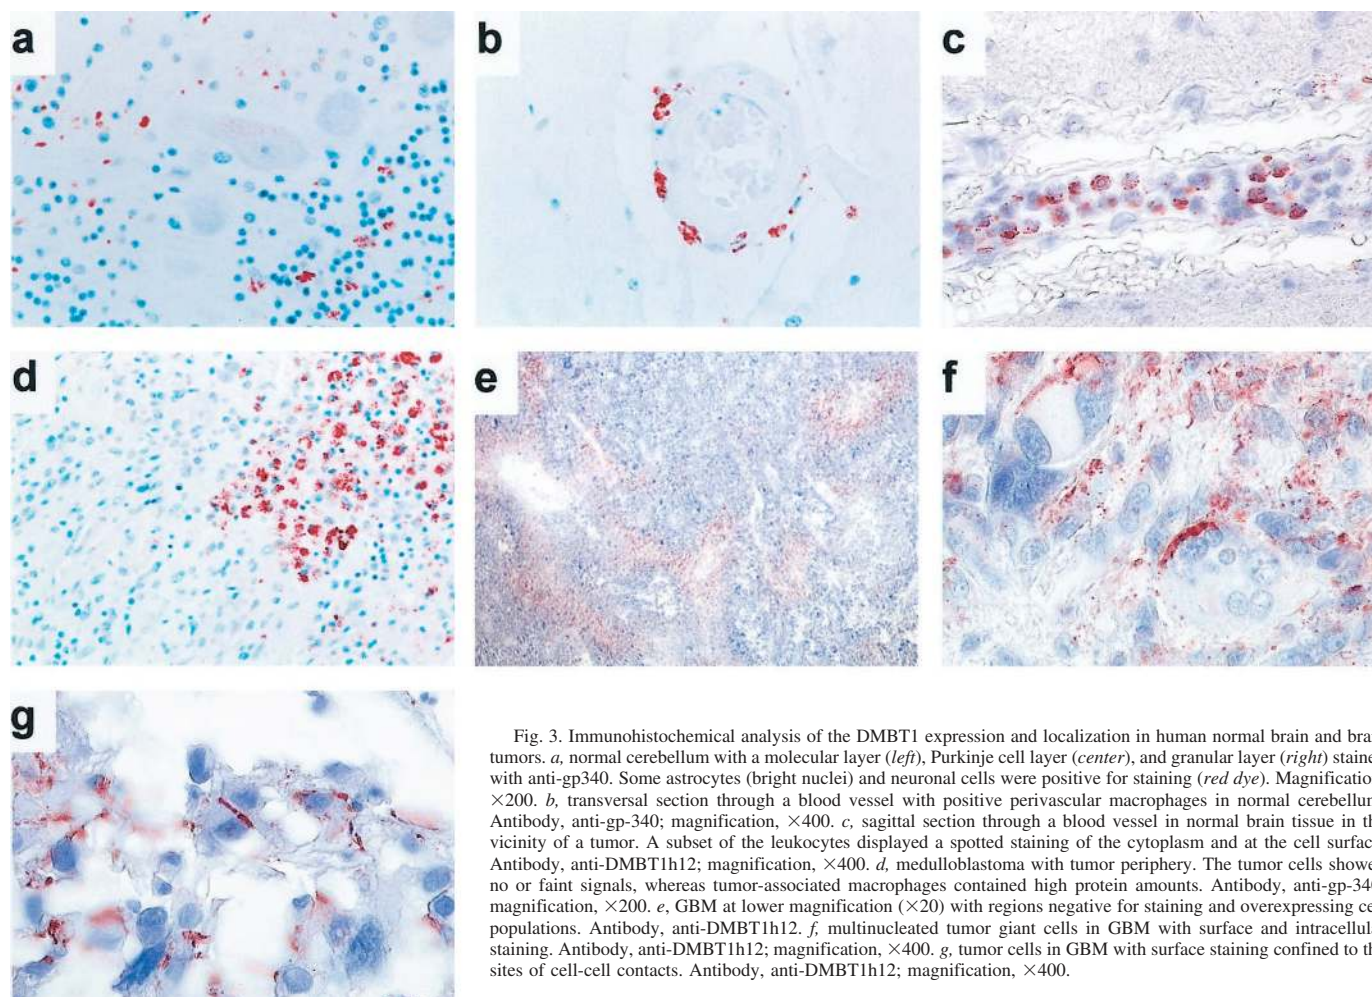 a
b
c
d
e
f
g
Fig. 3. Immunohistochemical analysis of the DMBT1 expression and localization in human normal brain and bra
tumors. a, normal cerebellum with a molecular layer (left), Purkinje cell layer (center), and granular layer (right) staine
with anti-gp340. Some astrocytes (bright nuclei) and neuronal cells were positive for staining (red dye). Magnificatio
×200. b, transversal section through a blood vessel with positive perivascular macrophages in normal cerebellum
Antibody, anti-gp-340; magnification, ×400. c, sagittal section through a blood vessel in normal brain tissue in th
vicinity of a tumor. A subset of the leukocytes displayed a spotted staining of the cytoplasm and at the cell surfac
Antibody, anti-DMBT1h12; magnification, ×400. d, medulloblastoma with tumor periphery. The tumor cells showe
no or faint signals, whereas tumor-associated macrophages contained high protein amounts. Antibody, anti-gp-340
magnification, ×200. e, GBM at lower magnification (×20) with regions negative for staining and overexpressing ce
populations. Antibody, anti-DMBT1h12. f, multinucleated tumor giant cells in GBM with surface and intracellula
staining. Antibody, anti-DMBT1h12; magnification, ×400. g, tumor cells in GBM with surface staining confined to th
sites of cell-cell contacts. Antibody, anti-DMBT1h12; magnification, ×400.